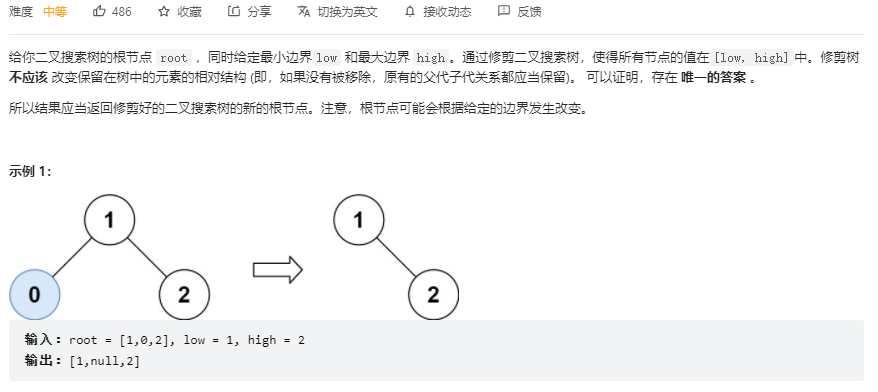 难度 中等 486 收藏 分享 切换为英文 接收动态 反馈
给你二叉搜索树的根节点 root ，同时给定最小边界low 和最大边界 high。通过修剪二叉搜索树，使得所有节点的值在[low, high]中。修剪树
不应该 改变保留在树中的元素的相对结构 (即，如果没有被移除，原有的父代子代关系都应当保留)。 可以证明，存在 唯一的答案 。
所以结果应当返回修剪好的二叉搜索树的新的根节点。注意，根节点可能会根据给定的边界发生改变。
示例 1：
1 1
0 2 2
输入：root = [1,0,2], low = 1, high = 2
输出：[1,null,2]